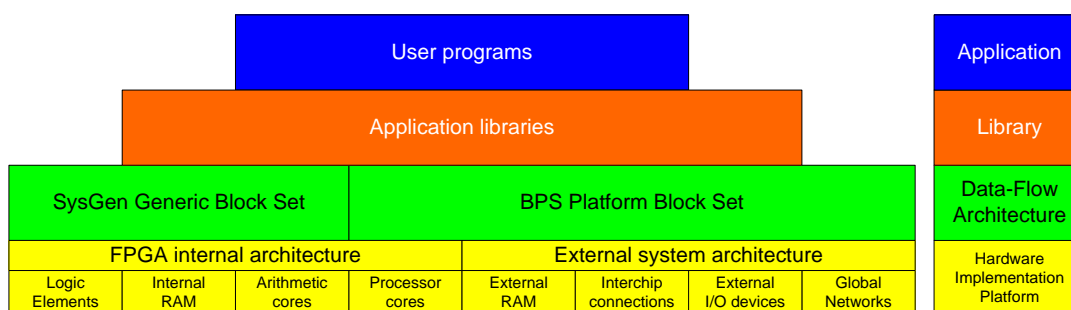 User programs
Application
Application libraries
Library
SysGen Generic Block Set
BPS Platform Block Set
Data-Flow
Architecture
FPGA internal architecture
External system architecture
Hardware
Implementation
Platform
Logic
Elements
Internal
RAM
Arithmetic
cores
Processor
cores
External
RAM
Interchip
connections
External
I/O devices
Global
Networks